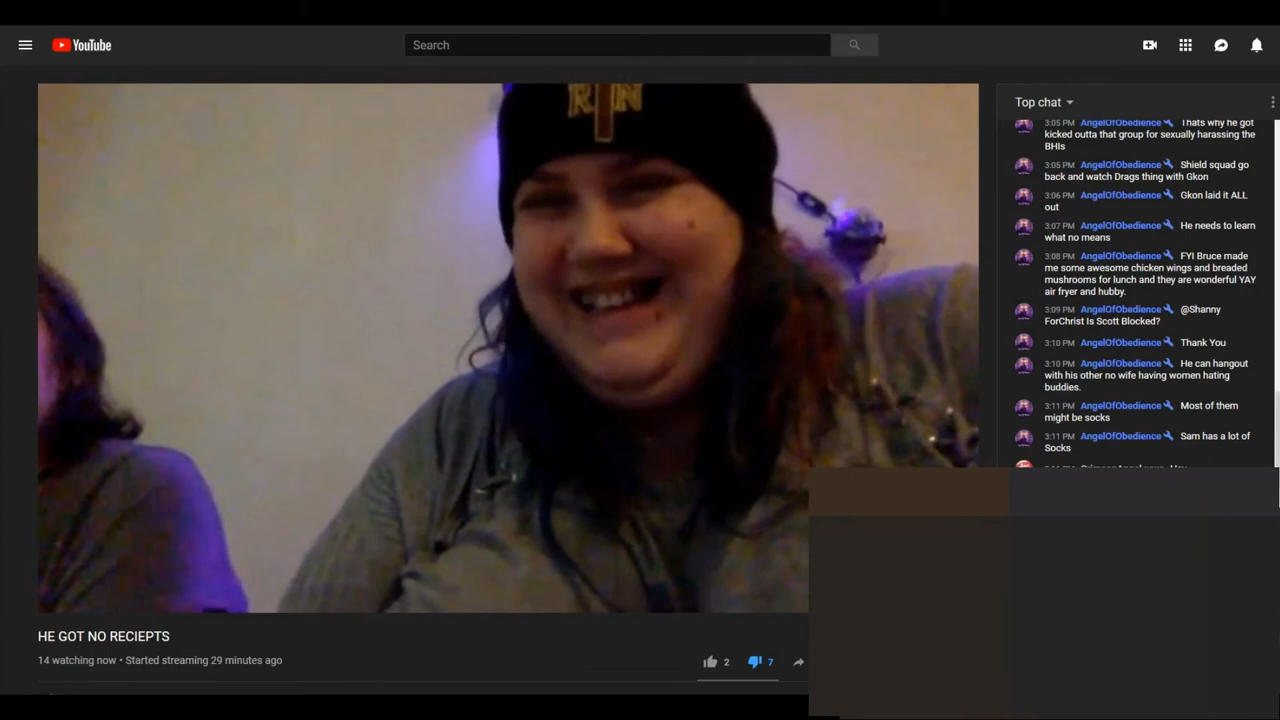 YouTube
Search
Top chat
R N
3:05 PM AngelOfObedience Thats why he got
kicked outta that group for sexually harassing the
BHIs
3:05 PM AngelOfObedience Shield squad go
back and watch Drags thing with Gkon
3:06 PM AngelOfObedience Gkon laid it ALL
out
3:07 PM AngelOfObedience He needs to learn
what no means
3:08 PM AngelOfObedience FYI Bruce made
me some awesome chicken wings and breaded
mushrooms for lunch and they are wonderful YAY
air fryer and hubby.
3:09 PM AngelOfObedience @Shanny
ForChrist Is Scott Blocked?
3:10 PM AngelOfObedience Thank You
3:10 PM AngelOfObedience He can hangout
with his other no wife having women hating
buddies.
3:11 PM AngelOfObedience Most of them
might be socks
3:11 PM AngelOfObedience Sam has a lot of
Socks
HE GOT NO RECIEPTS
14 watching now • Started streaming 29 minutes ago
2
7